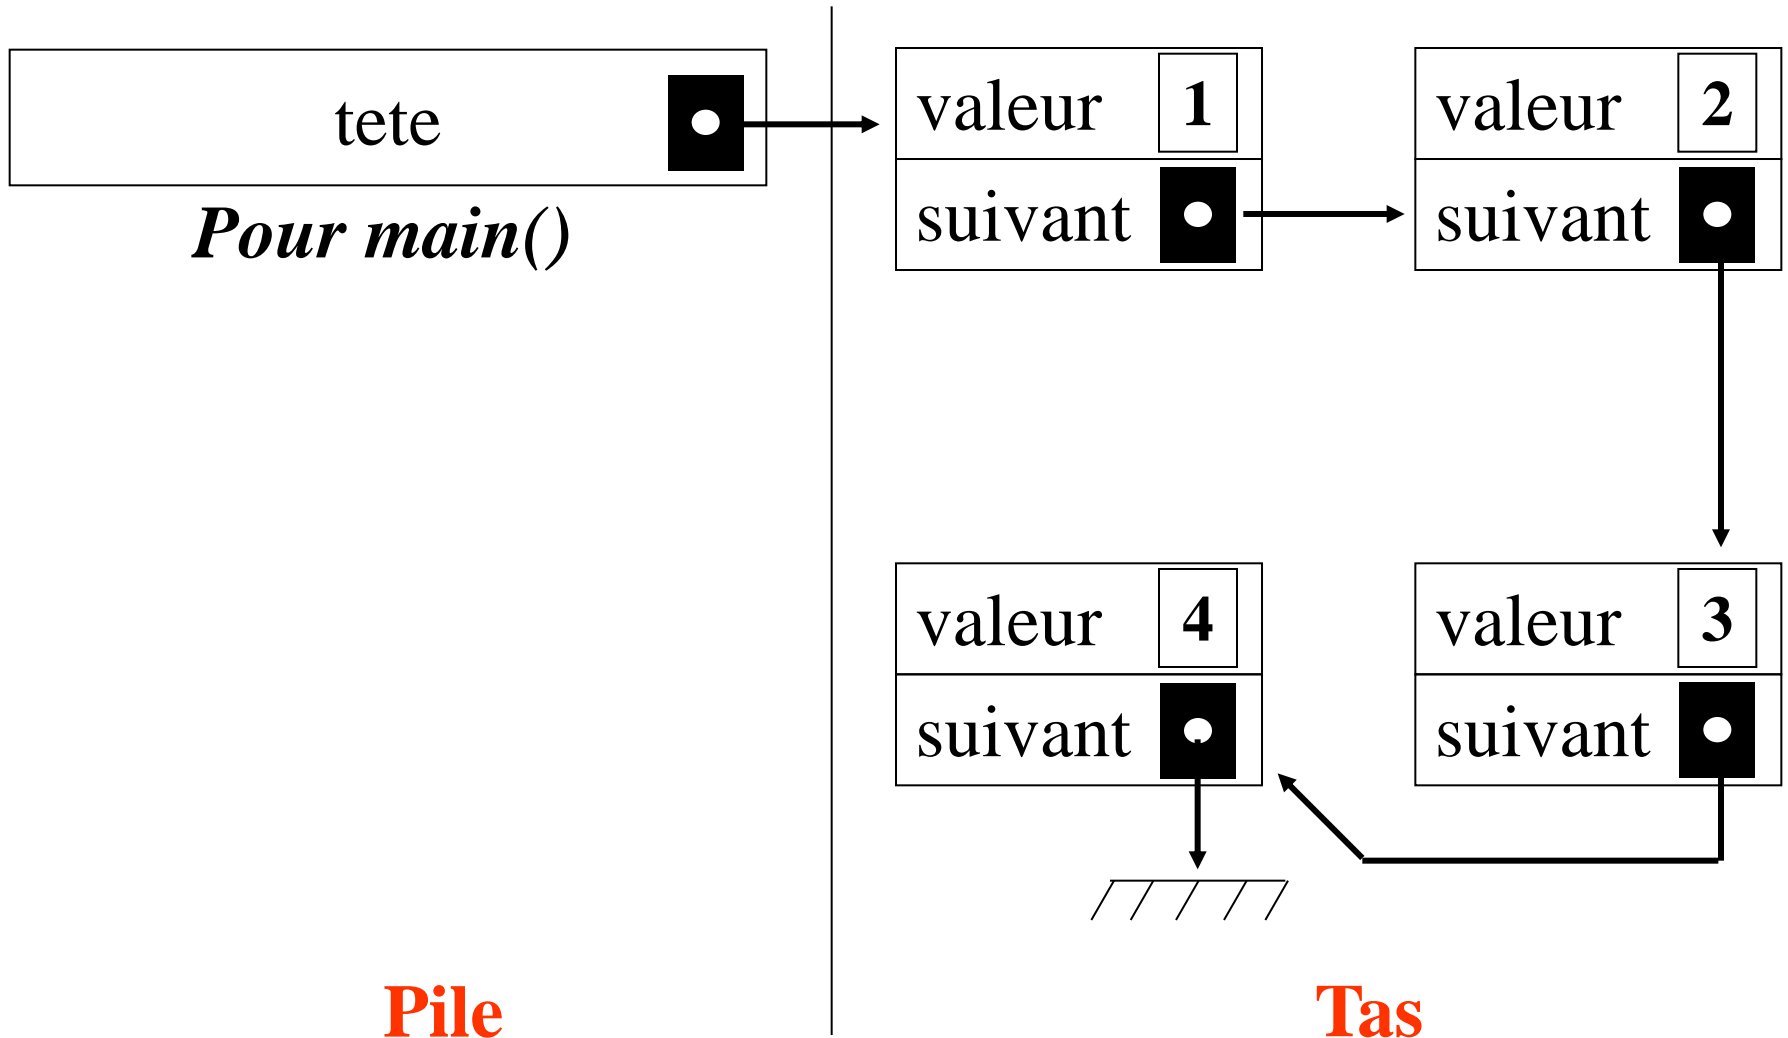 tete
Pour main()
valeur 1
suivant
valeur 2
suivant
valeur 4
suivant
valeur 3
suivant
Pile
Tas